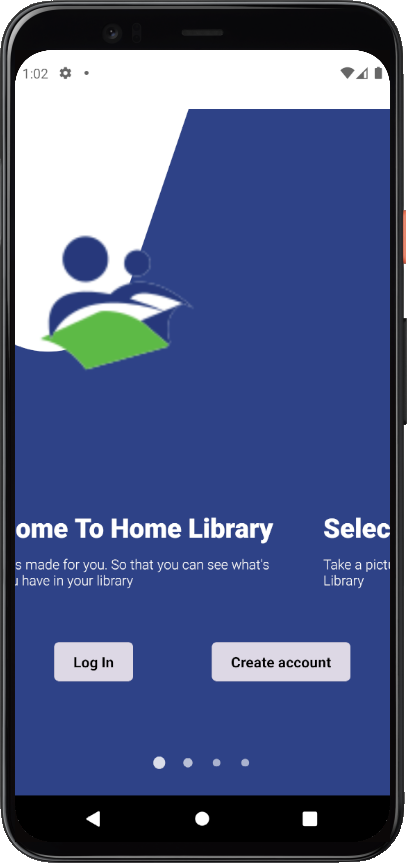 1:02
ome To Home Library
Selec
s made for you. So that you can see what's
have in your library
Take a pict
Library
Log In
Create account